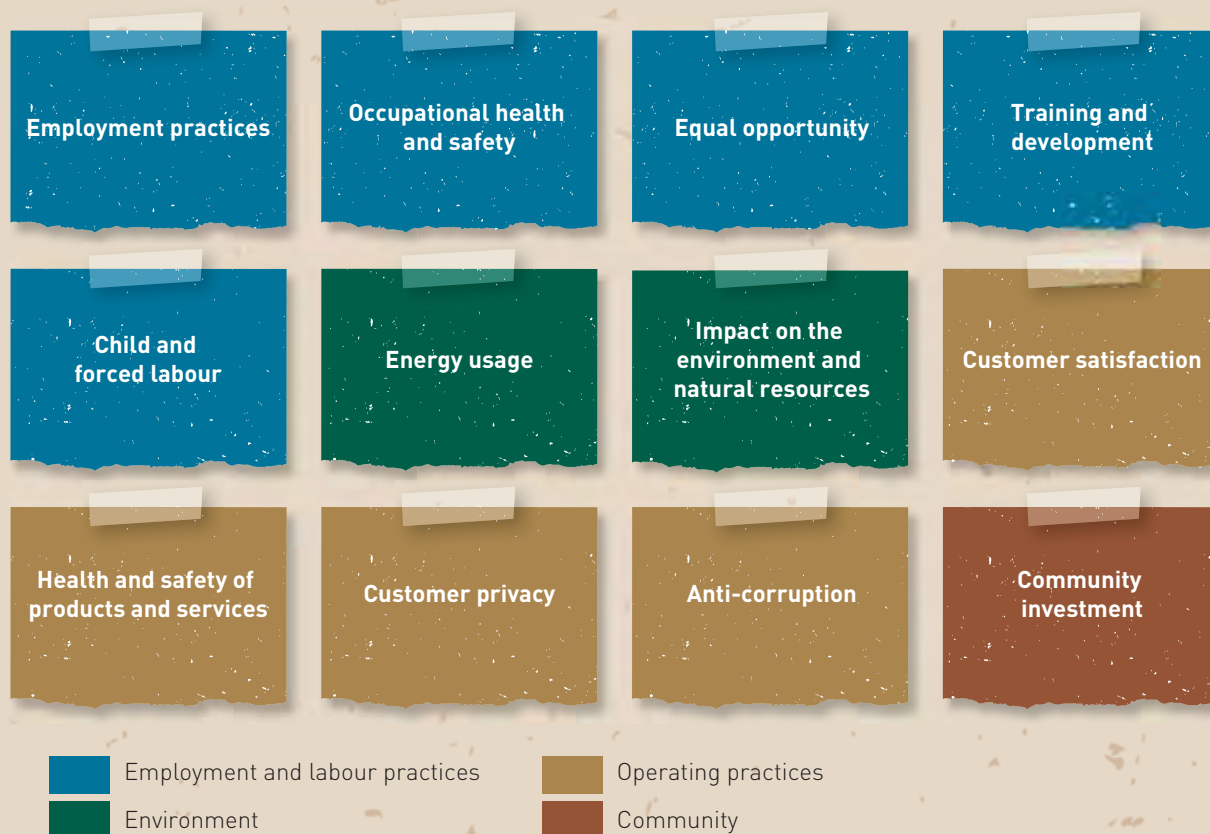 Employment practices
Occupational health
and safety
Equal opportunity
Training and
development
Child and
forced labour
Energy usage
Impact on the
environment and
natural resources
Customer satisfaction
Health and safety of
products and services
Customer privacy
Anti-corruption
Community
investment
Employment and labour practices
Operating practices
Environment
Community